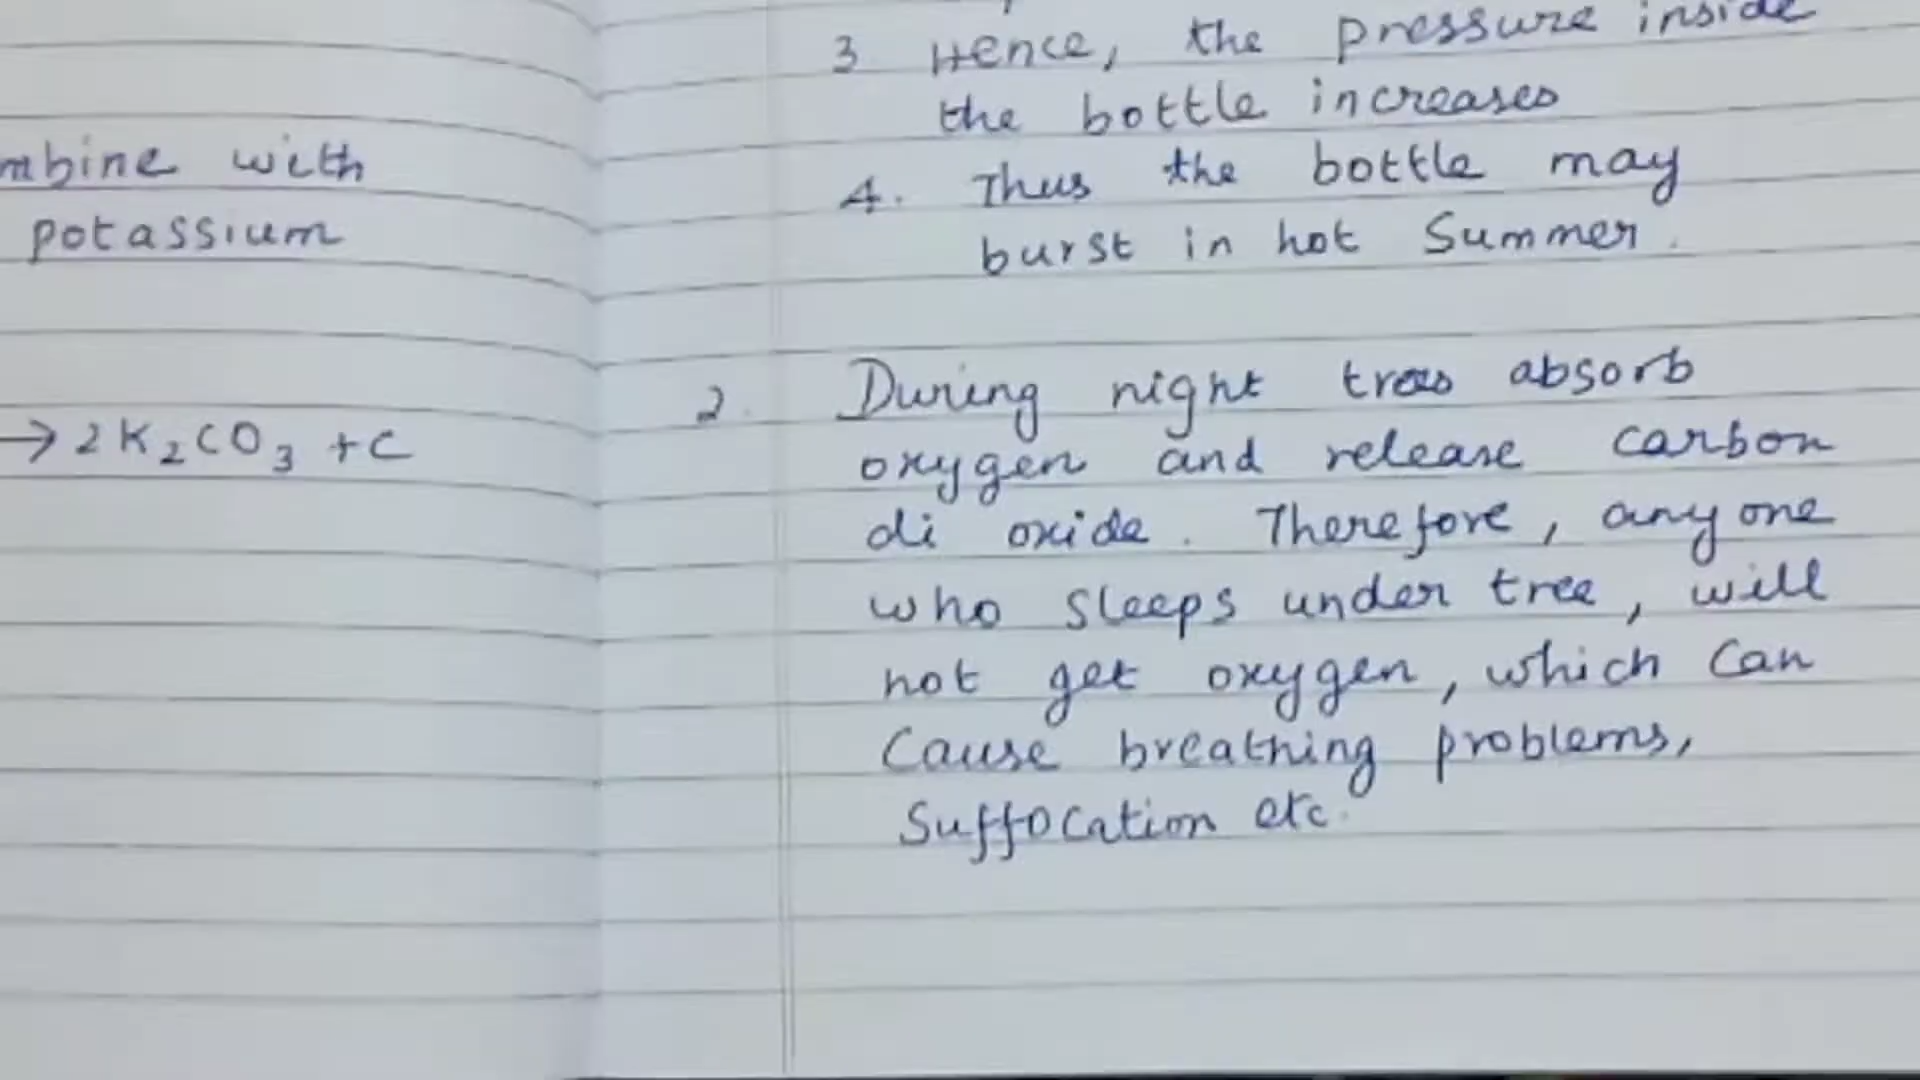 mbine with
potassium
→ 2K₂CO₃ + C
3 Hence, the pressure inside
the bottle increases
4. Thus the bottle may
burst in hot Summer.
2. During night trees absorb
oxygen and release carbon
di oxide. Therefore, any one
who sleeps under tree, will
not get oxygen, which can
cause breathing problems,
Suffocation etc.